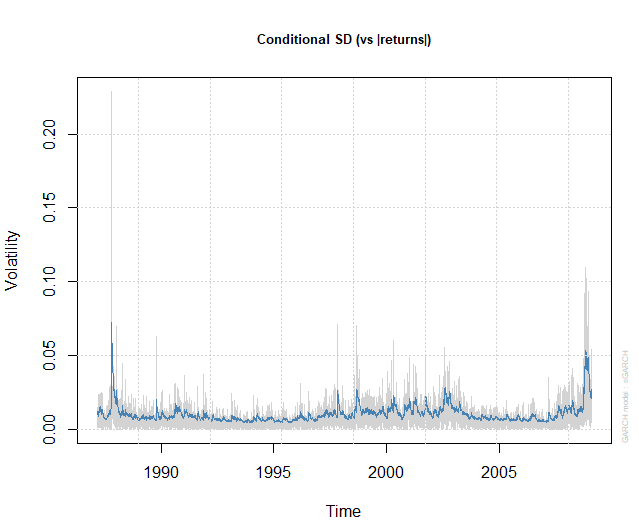 Conditional SD (vs |returns|)
Volatility
0.20
0.15
0.10
0.05
0.00
1990 1995 2000 2005
Time
GARCH model : sGARCH